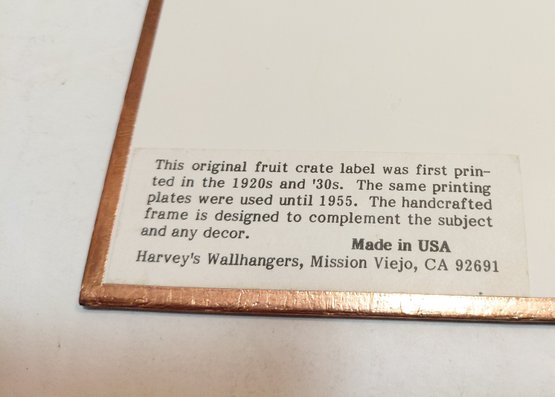 This original fruit crate label was first prin-
ted in the 1920s and '30s. The same printing
plates were used until 1955. The handcrafted
frame is designed to complement the subject
and any decor.
Made in USA
Harvey's Wallhangers, Mission Viejo, CA 92691